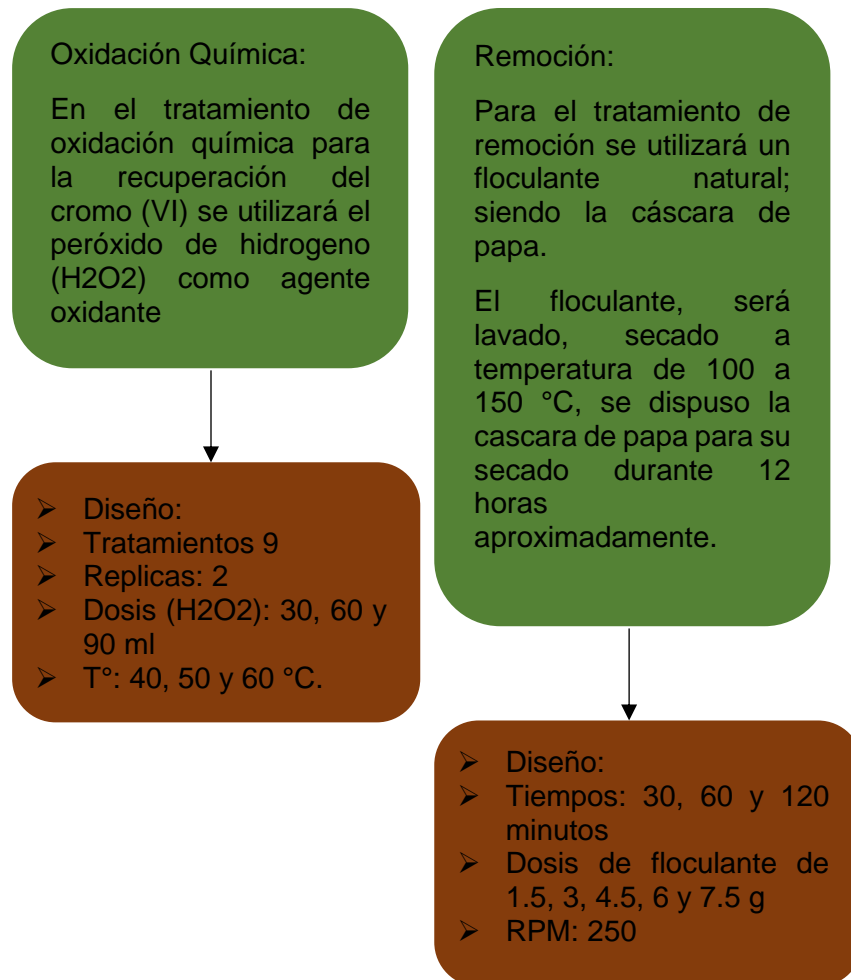 Oxidación Química:
En el tratamiento de
oxidación química para
la recuperación del
cromo (VI) se utilizará el
peróxido de hidrogeno
(H2O2) como agente
oxidante
➢ Diseño:
➢ Tratamientos 9
➢ Replicas: 2
➢ Dosis (H2O2): 30, 60 y
90 ml
➢ T°: 40, 50 y 60 °C.
Remoción:
Para el tratamiento de
remoción se utilizará un
floculante natural;
siendo la cáscara de
papa.
El floculante, será
lavado, secado a
temperatura de 100 a
150 °C, se dispuso la
cascara de papa para su
secado durante 12
horas
aproximadamente.
➢ Diseño:
➢ Tiempos: 30, 60 y 120
minutos
➢ Dosis de floculante de
1.5, 3, 4.5, 6 y 7.5 g
➢ RPM: 250